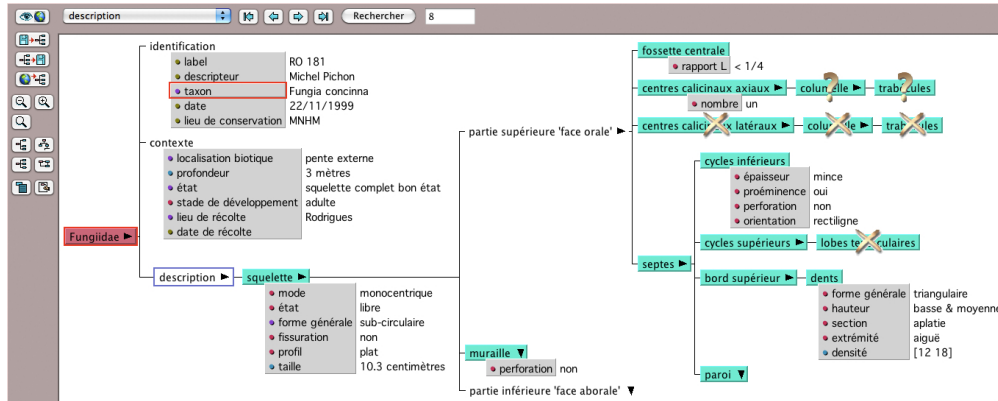 description
Rechercher
8
Fungiidae
identification
label RO 181
descripteur Michel Pichon
taxon Fungia concinna
date 22/11/1999
lieu de conservation MNHM
contexte
localisation biotique pente externe
profondeur 3 mètres
état squelette complet bon état
stade de développement adulte
lieu de récolte Rodrigues
date de récolte
description
squelette
mode monocentrique
état libre
forme générale sub-circulaire
fissuration non
profil plat
taille 10.3 centimètres
partie supérieure 'face orale'
fossette centrale
rapport L < 1/4
centres calicinaux axiaux
nombre un
centres latéraux
septes
cycles inférieurs
épaisseur mince
proéminence oui
perforation non
orientation rectiligne
cycles supérieurs lobes
bord supérieur dents
forme générale triangulaire
hauteur basse & moyenne
section aplatie
extrémité aiguë
densité [12 18]
paroi
muraille
perforation non
partie inférieure 'face aborale'